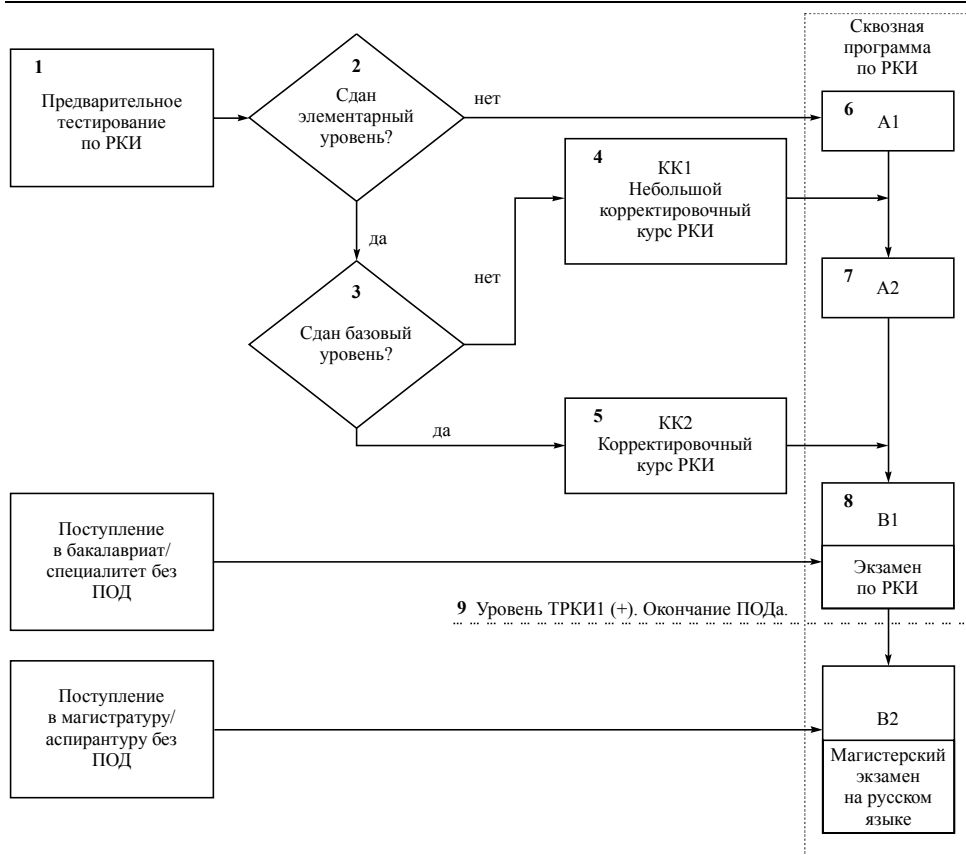 Сквозная
программа
по РКИ
1
Предварительное
тестирование
по РКИ
2
Сдан
элементарный
уровень?
нет
6
А1
да
4
КК1
Небольшой
корректировочный
курс РКИ
7
А2
3
Сдан базовый
уровень?
нет
да
5
КК2
Корректировочный
курс РКИ
8
В1
Экзамен
по РКИ
Поступление
в бакалавриат/
специалитет без
ПОД
9 Уровень ТРКИ1 (+). Окончание ПОДа.
Поступление
в магистратуру/
аспирантуру без
ПОД
В2
Магистерский
экзамен
на русском
языке